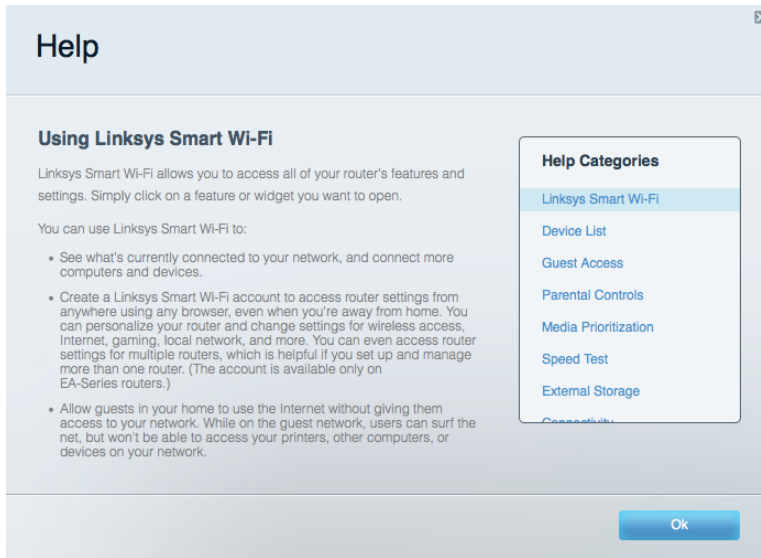 Help
Using Linksys Smart Wi-Fi
Linksys Smart Wi-Fi allows you to access all of your router's features and
settings. Simply click on a feature or widget you want to open.
You can use Linksys Smart Wi-Fi to:
• See what's currently connected to your network, and connect more
computers and devices.
• Create a Linksys Smart Wi-Fi account to access router settings from
anywhere using any browser, even when you're away from home. You
can personalize your router and change settings for wireless access,
Internet, gaming, local network, and more. You can even access router
settings for multiple routers, which is helpful if you set up and manage
more than one router. (The account is available only on
EA-Series routers.)
• Allow guests in your home to use the Internet without giving them
access to your network. While on the guest network, users can surf the
net, but won't be able to access your printers, other computers, or
devices on your network.
Help Categories
Linksys Smart Wi-Fi
Device List
Guest Access
Parental Controls
Media Prioritization
Speed Test
External Storage
Connectivity
Ok